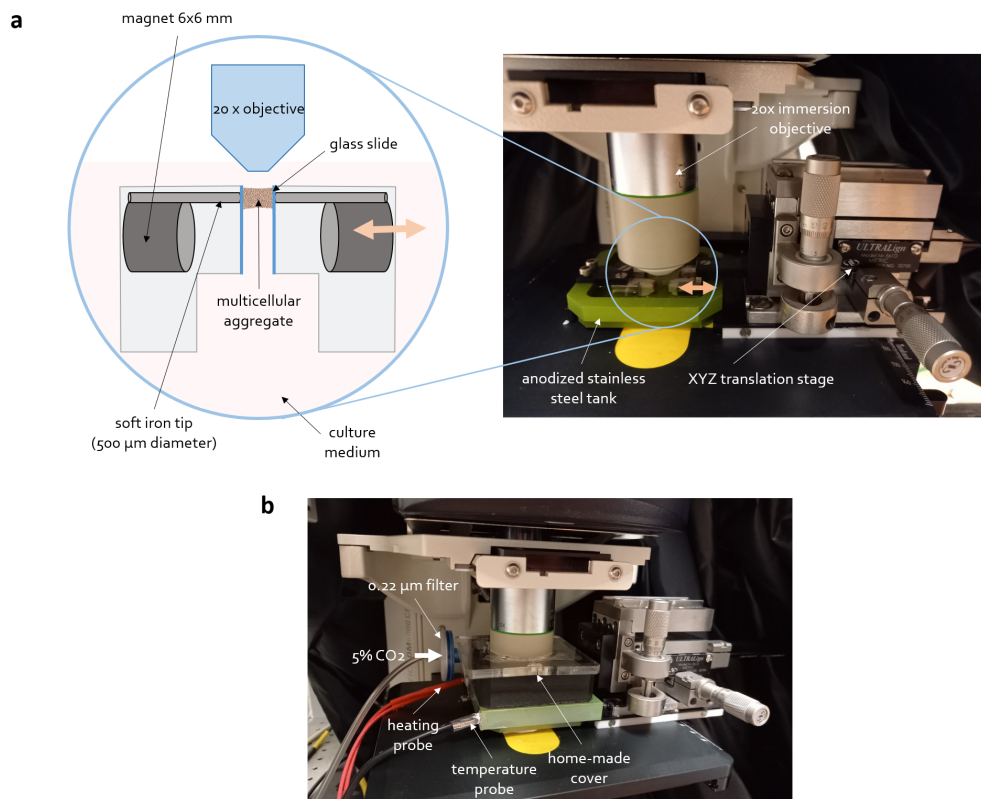 a
magnet 6x6 mm
20 x objective
glass slide
multicellular
aggregate
soft iron tip
(500 µm diameter)
culture
medium
20x immersion
objective
ULTRAlign
anodized stainless
steel tank
XYZ translation stage
b
0.22 µm filter
5% CO2
heating
probe
temperature
probe
home-made
cover
ULTRAlign